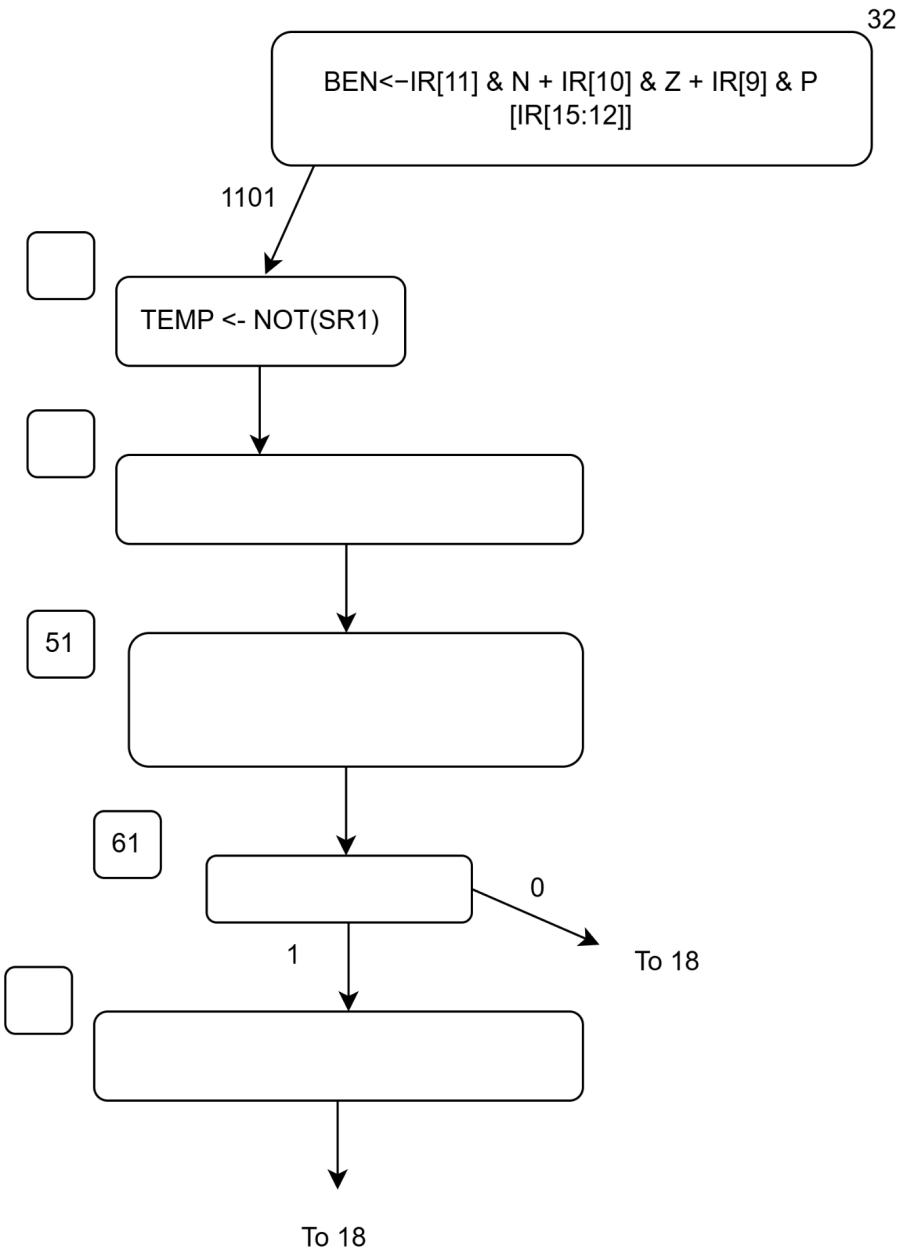 32
BEN<−IR[11] & N + IR[10] & Z + IR[9] & P
[IR[15:12]]
1101
TEMP <- NOT(SR1)
51
61
0
1
To 18
To 18